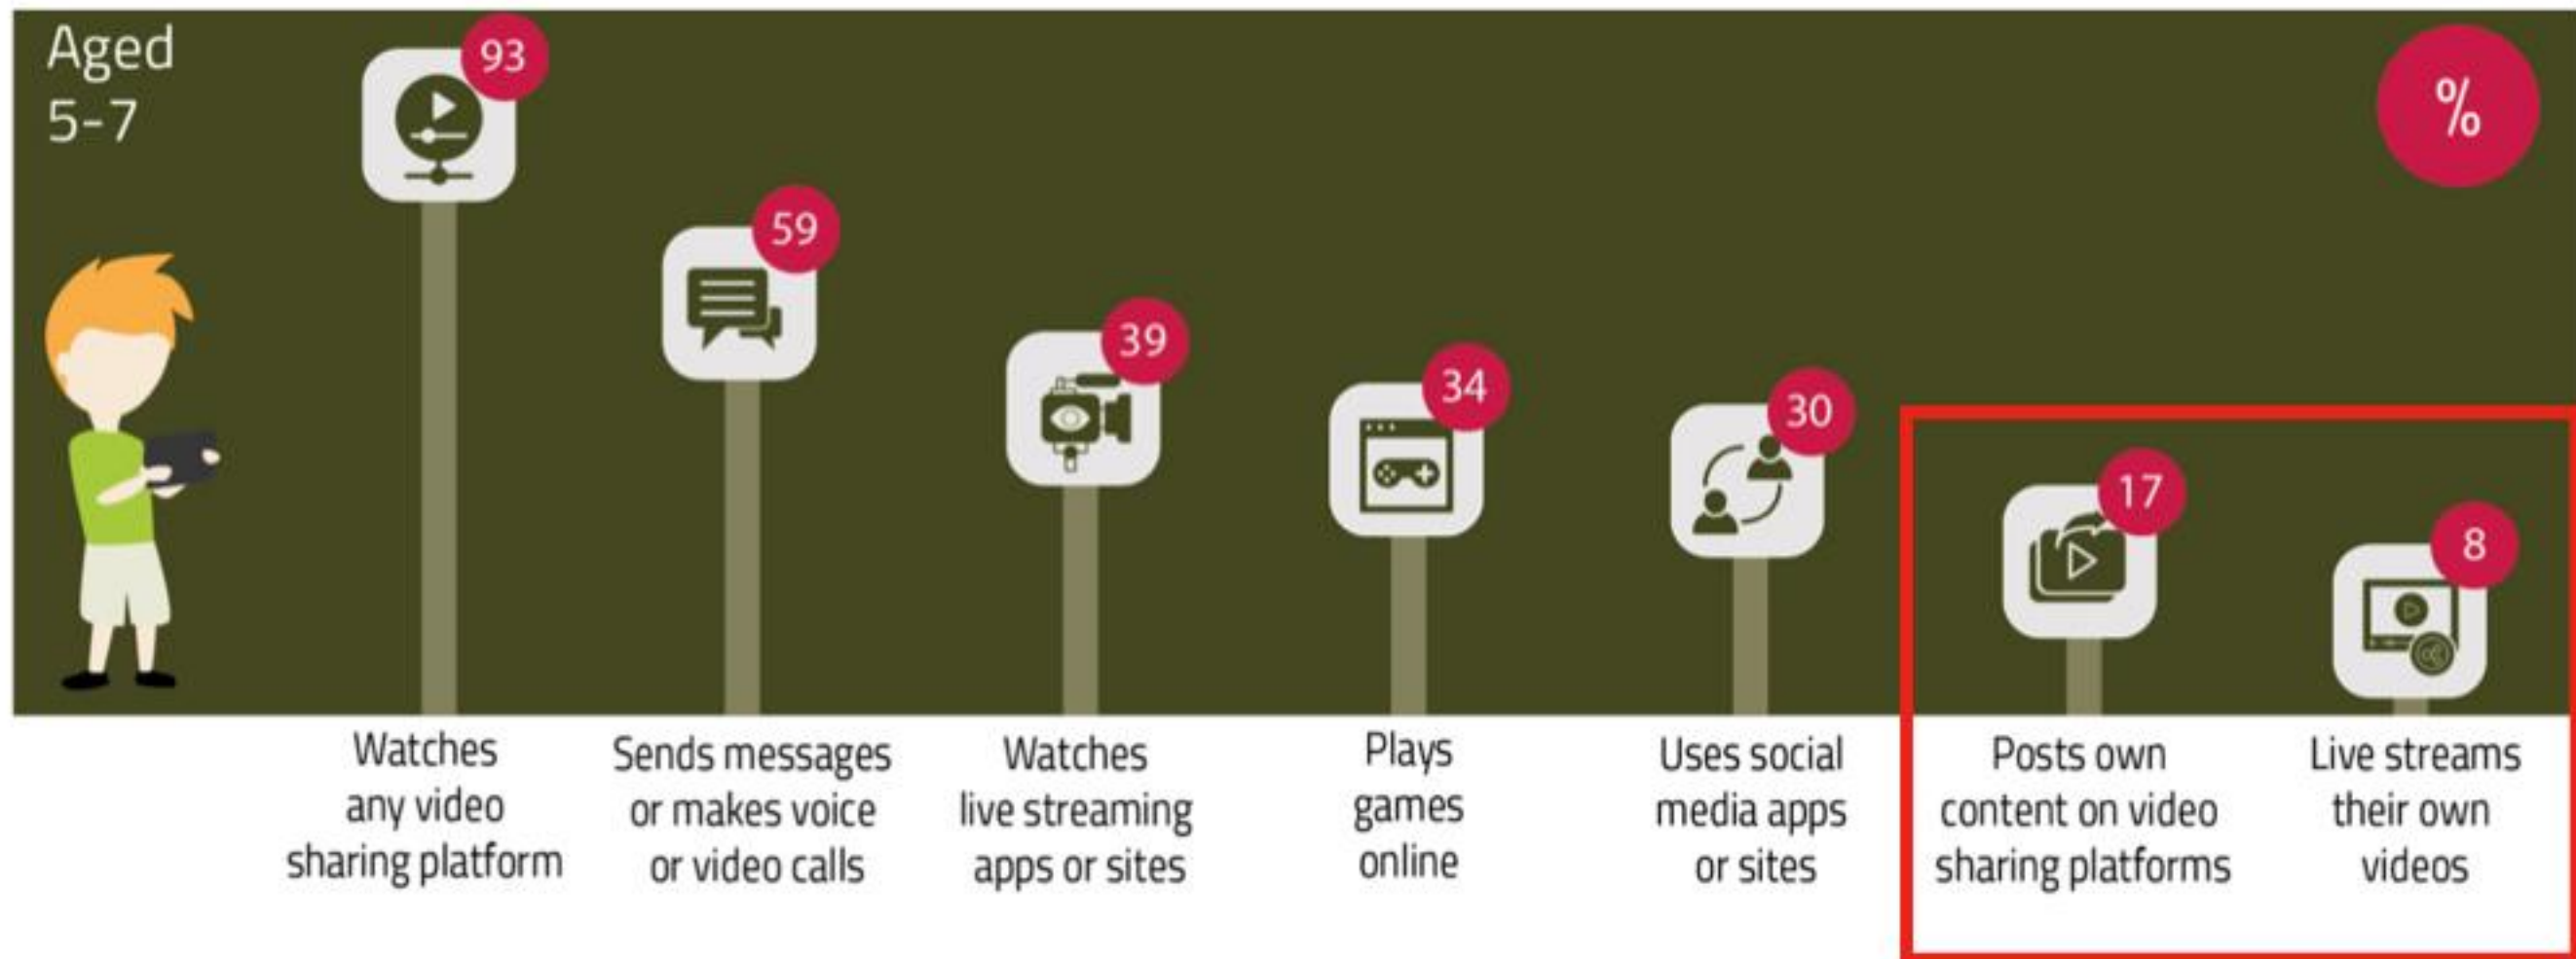 Aged
5-7
93
59
39
34
30
17
8
%
Watches
any video
sharing platform
Sends messages
or makes voice
or video calls
Watches
live streaming
apps or sites
Plays
games
online
Uses social
media apps
or sites
Posts own
content on video
sharing platforms
Live streams
their own
videos